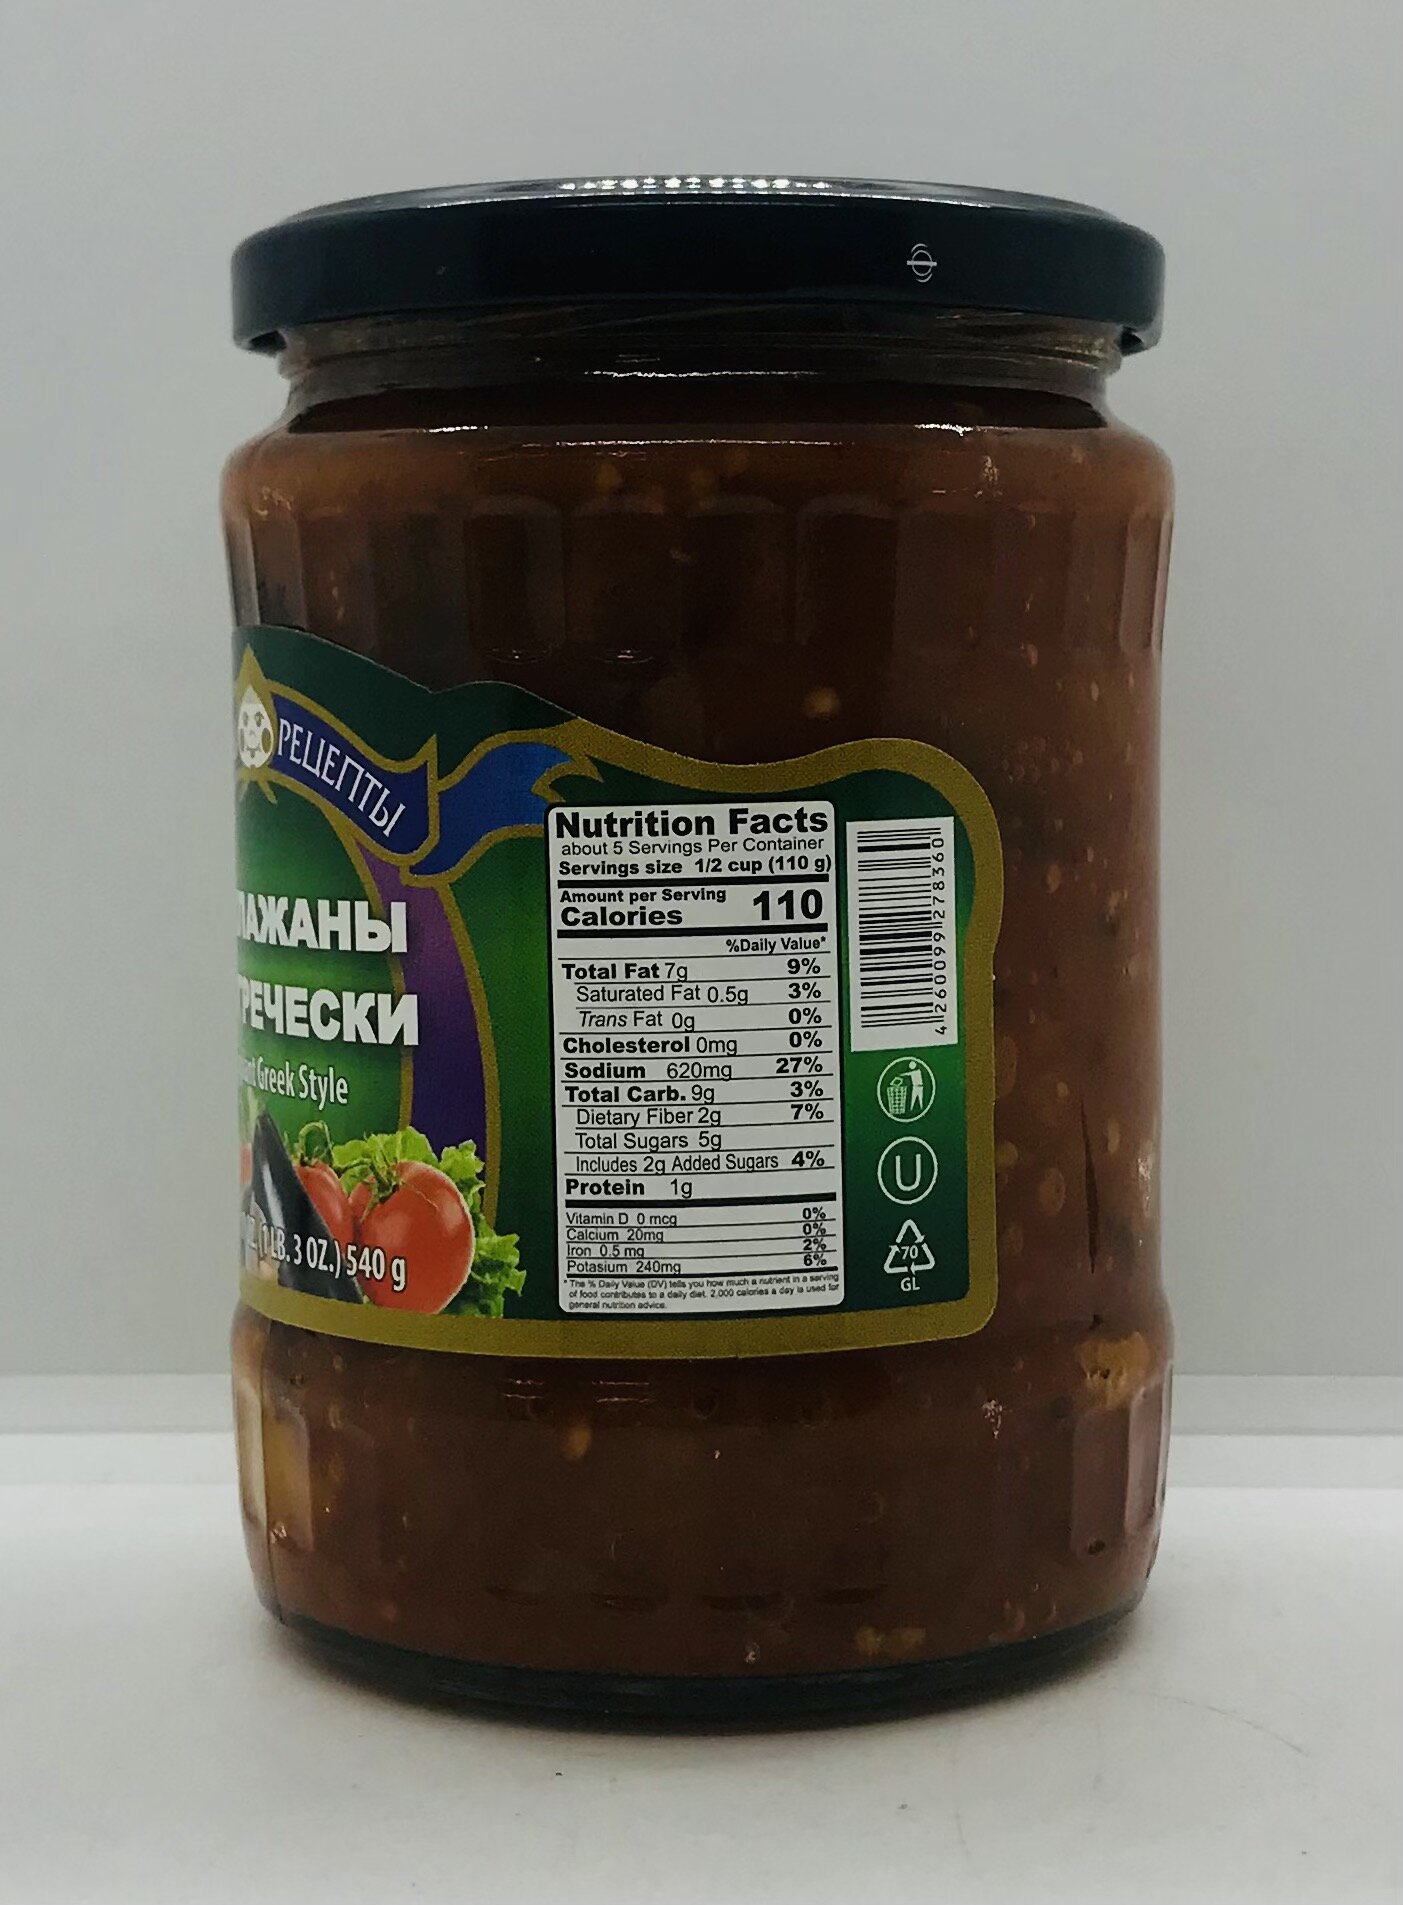 РЕЦЕПТЫ
ЛАЖАНЫ
ГРЕЧЕСКИ
Greek Style
(1 LB. 3 OZ.) 540 g
Nutrition Facts
about 5 Servings Per Container
Servings size 1/2 cup (110 g)
Amount per Serving
Calories 110
%Daily Value*
Total Fat 7g 9%
Saturated Fat 0.5g 3%
Trans Fat 0g 0%
Cholesterol 0mg 0%
Sodium 620mg 27%
Total Carb. 9g 3%
Dietary Fiber 2g 7%
Total Sugars 5g
Includes 2g Added Sugars 4%
Protein 1g
Vitamin D 0 mcg 0%
Calcium 20mg 0%
Iron 0.5 mg 2%
Potassium 240mg 6%
*The % Daily Value (DV) tells you how much a nutrient in a serving
of food contributes to a daily diet. 2,000 calories a day is used for
general nutrition advice.
4260099278360
U
70
GL